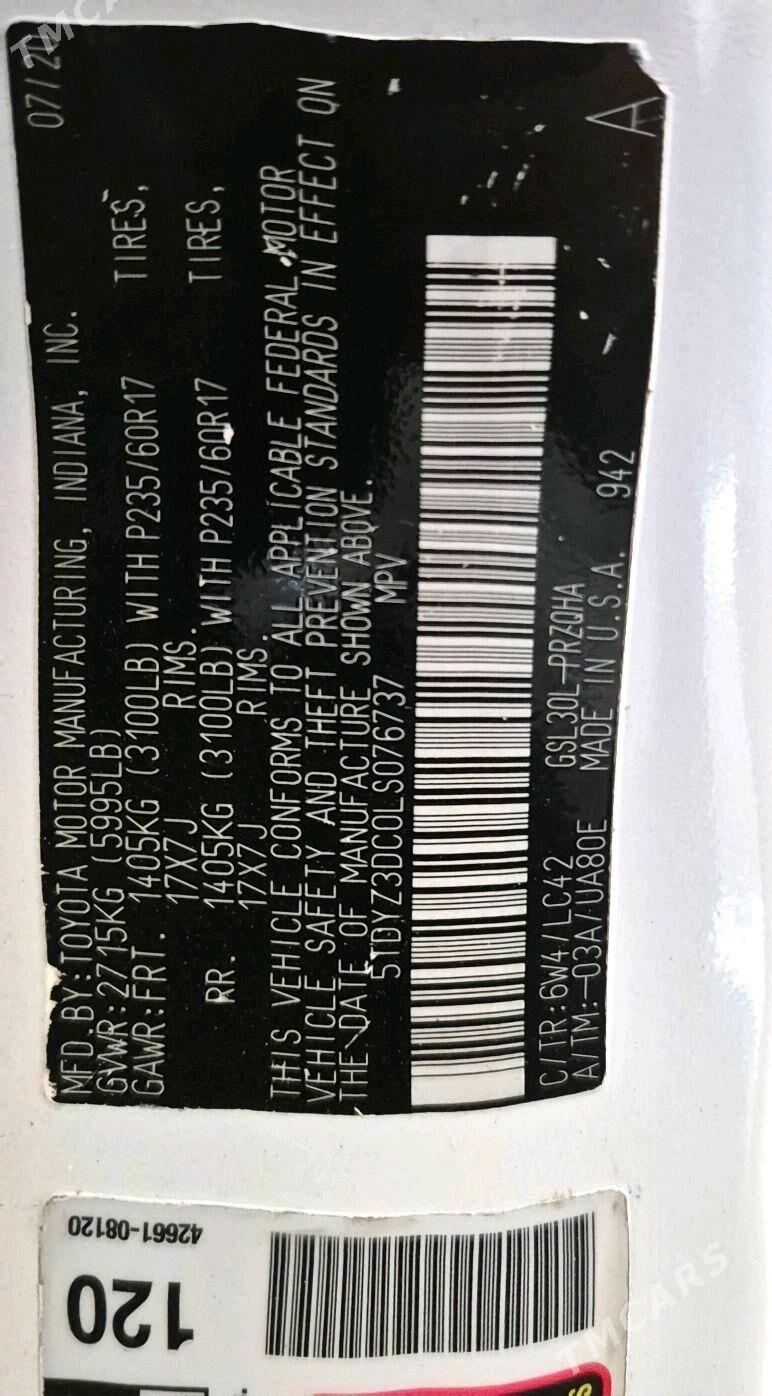 MFD.BY:TOYOTA MOTOR MANUFACTURING, INDIANA, INC. 07/20
GVWR:2715KG (5995LB)
GAWR:FRT. 1405KG (3100LB) WITH P235/60R17 TIRES,
17X7J RIMS.
RR. 1405KG (3100LB) WITH P235/60R17 TIRES,
17X7J RIMS.
THIS VEHICLE CONFORMS TO ALL APPLICABLE FEDERAL MOTOR
VEHICLE SAFETY AND THEFT PREVENTION STANDARDS IN EFFECT ON
THE DATE OF MANUFACTURE SHOWN ABOVE.
5TDYZ3DC0LS076737 MPV
C/TR:6W4/LC42 GSL30L-PRZQHA
A/TM:-03A/UA80E MADE IN U.S.A. 942 A
42661-08120
120
TMCARS
TMCARS